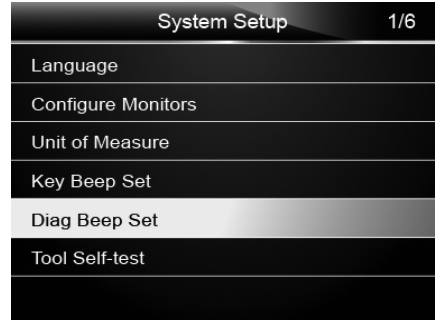 System Setup 1/6
Language
Configure Monitors
Unit of Measure
Key Beep Set
Diag Beep Set
Tool Self-test